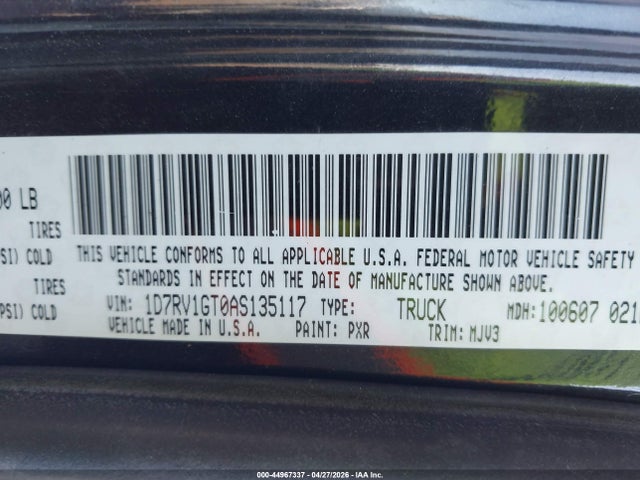 00 LB
TIRES
PSI) COLD
TIRES
PSI) COLD
THIS VEHICLE CONFORMS TO ALL APPLICABLE U.S.A. FEDERAL MOTOR VEHICLE SAFETY
STANDARDS IN EFFECT ON THE DATE OF MANUFACTURE SHOWN ABOVE.
VIN: 1D7RV1GT0AS135117 TYPE: TRUCK MDH: 100607 021
VEHICLE MADE IN U.S.A. PAINT: PXR TRIM: MJV3
000-44967337 - 04/27/2026 - IAA Inc.